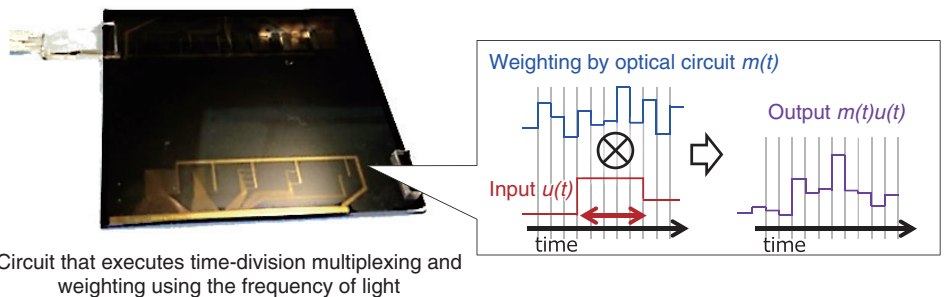 Weighting by optical circuit m(t)
Output m(t)u(t)
Input u(t)
time
time
Circuit that executes time-division multiplexing and
weighting using the frequency of light